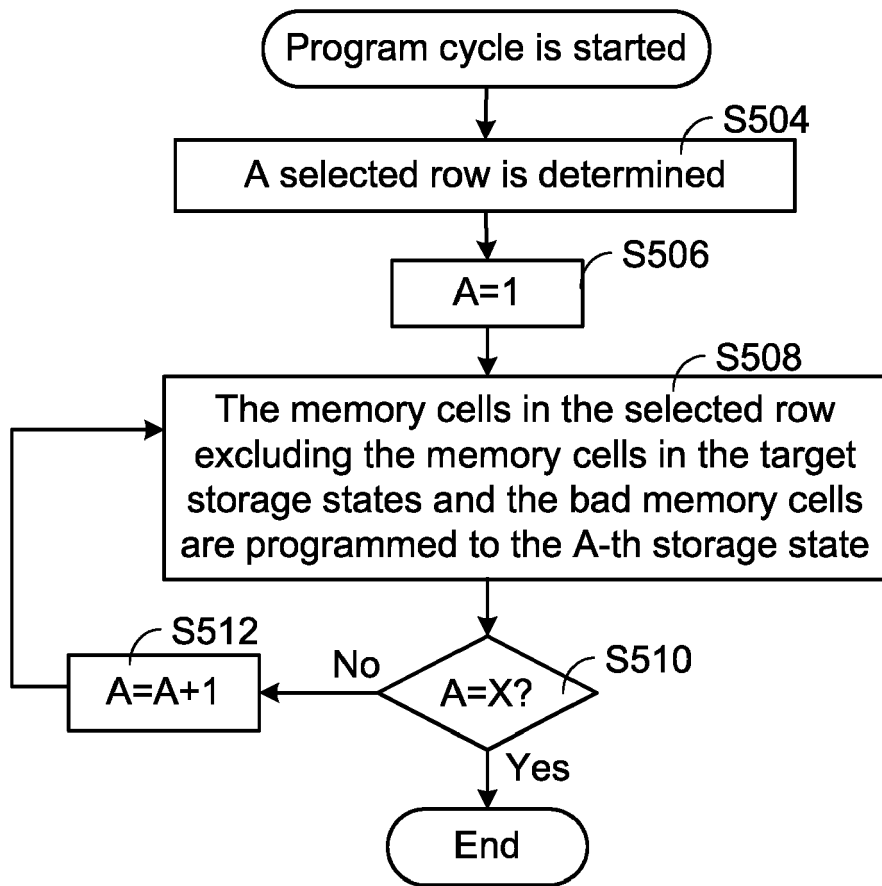 Program cycle is started
S504
A selected row is determined
S506
A=1
S508
The memory cells in the selected row
excluding the memory cells in the target
storage states and the bad memory cells
are programmed to the A-th storage state
S512
A=A+1
No
S510
A=X?
Yes
End